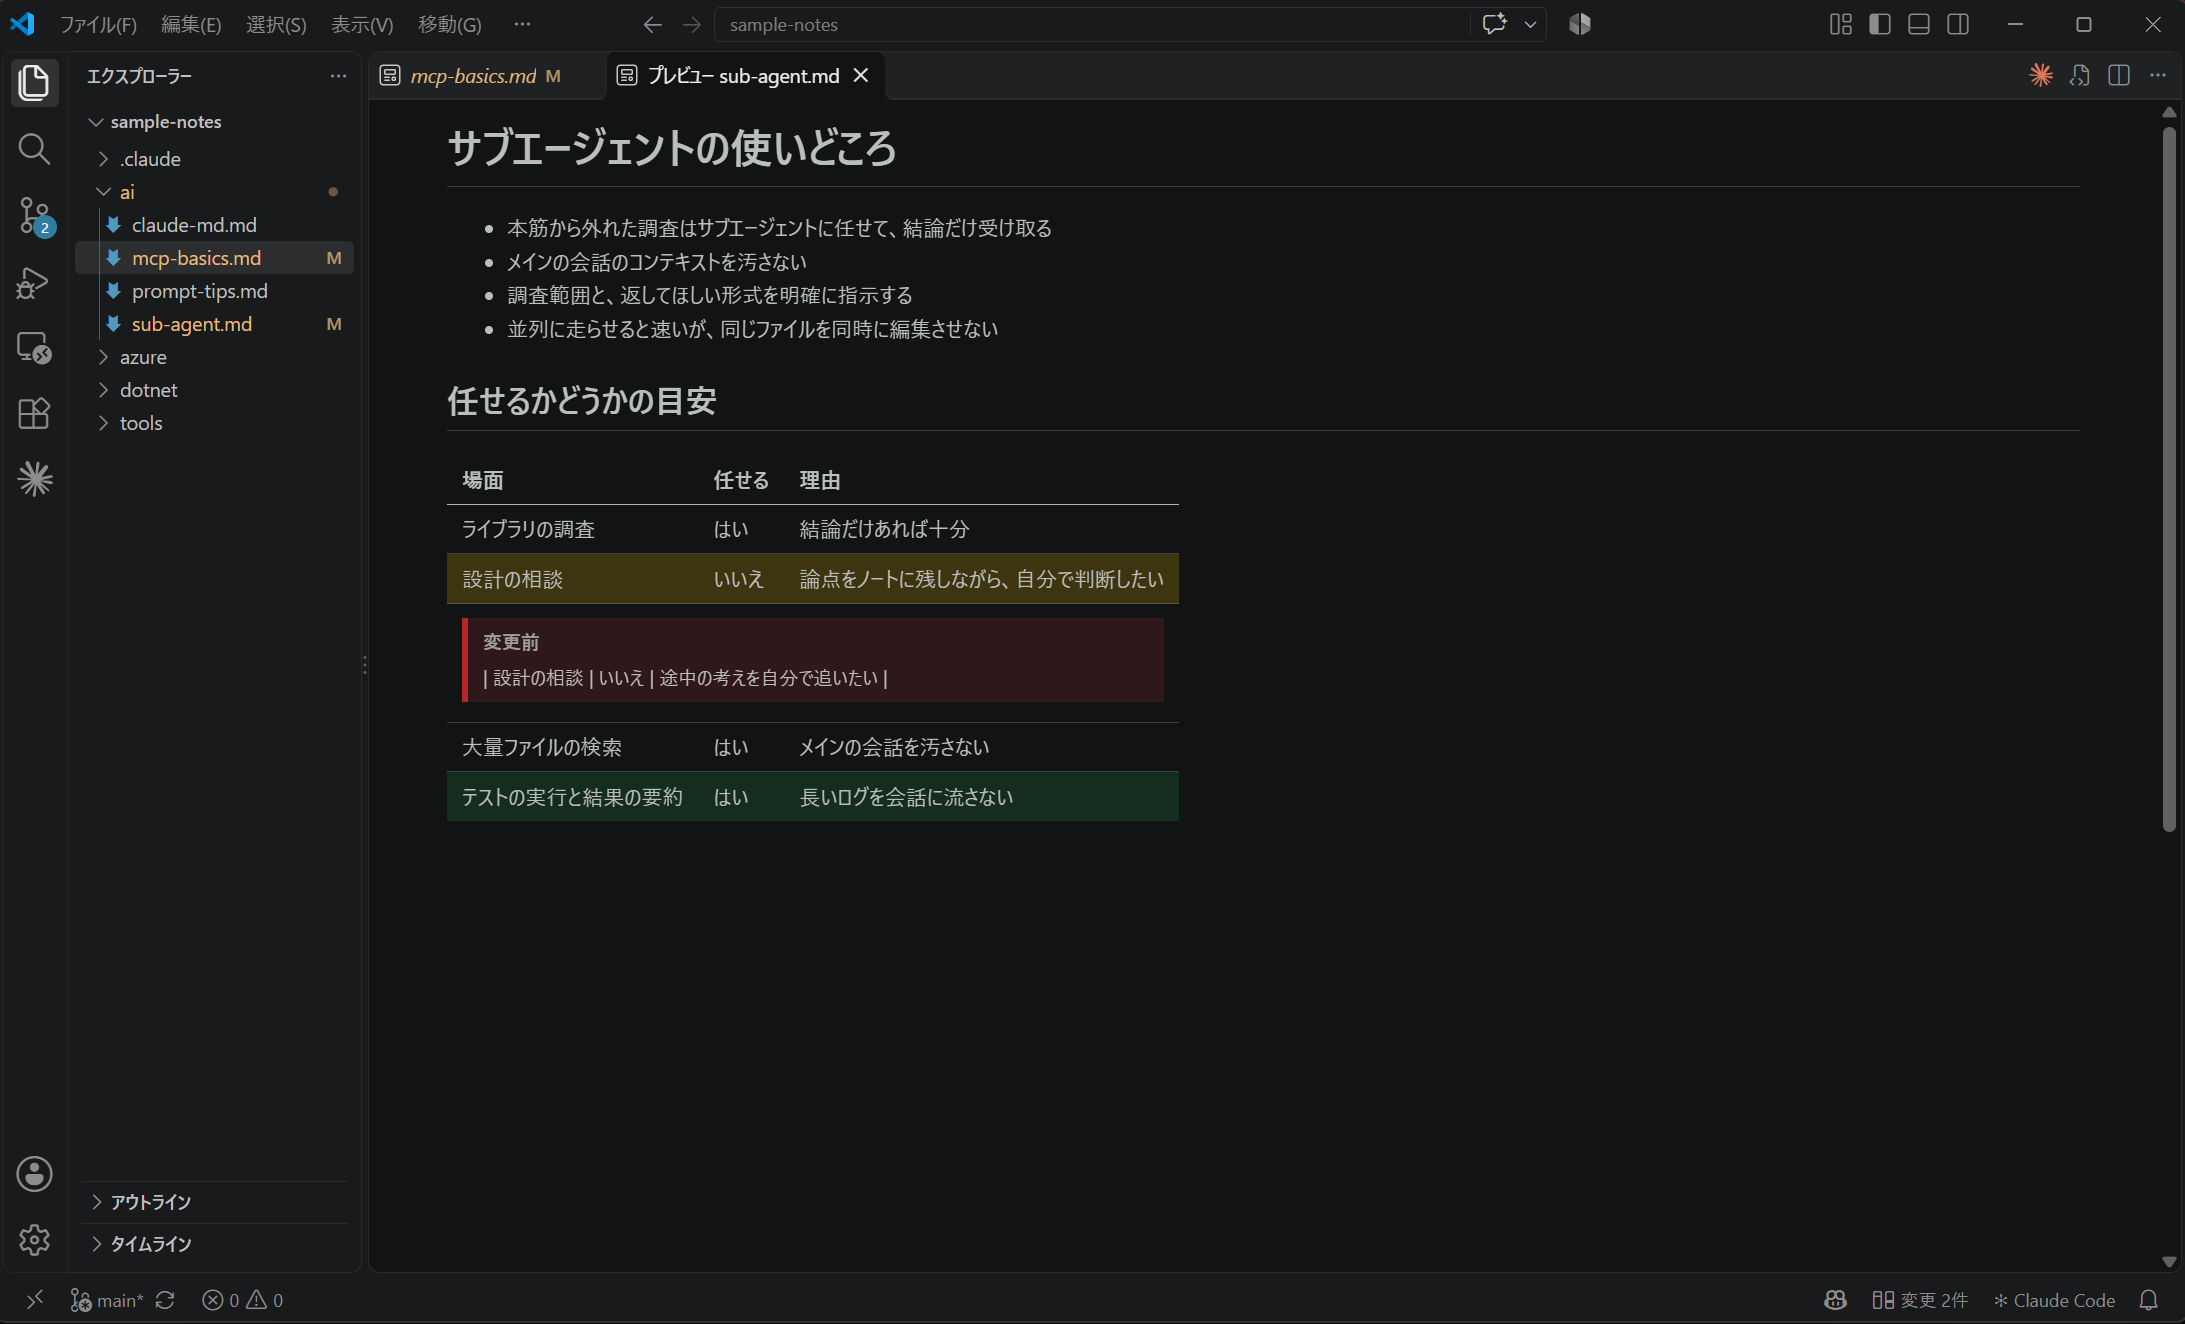 ファイル(F) 編集(E) 選択(S) 表示(V) 移動(G) ··· sample-notes
エクスプローラー ···
mcp-basics.md M
プレビュー sub-agent.md
sample-notes
.claude
ai
claude-md.md
mcp-basics.md M
prompt-tips.md
sub-agent.md M
azure
dotnet
tools
2
アウトライン
タイムライン
サブエージェントの使いどころ
• 本筋から外れた調査はサブエージェントに任せて、結論だけ受け取る
• メインの会話のコンテキストを汚さない
• 調査範囲と、返してほしい形式を明確に指示する
• 並列に走らせると速いが、同じファイルを同時に編集させない
任せるかどうかの目安
場面 任せる 理由
ライブラリの調査 はい 結論だけあれば十分
設計の相談 いいえ 論点をノートに残しながら、自分で判断したい
変更前
| 設計の相談 | いいえ | 途中の考えを自分で追いたい |
大量ファイルの検索 はい メインの会話を汚さない
テストの実行と結果の要約 はい 長いログを会話に流さない
main* 0 0 変更 2件 Claude Code